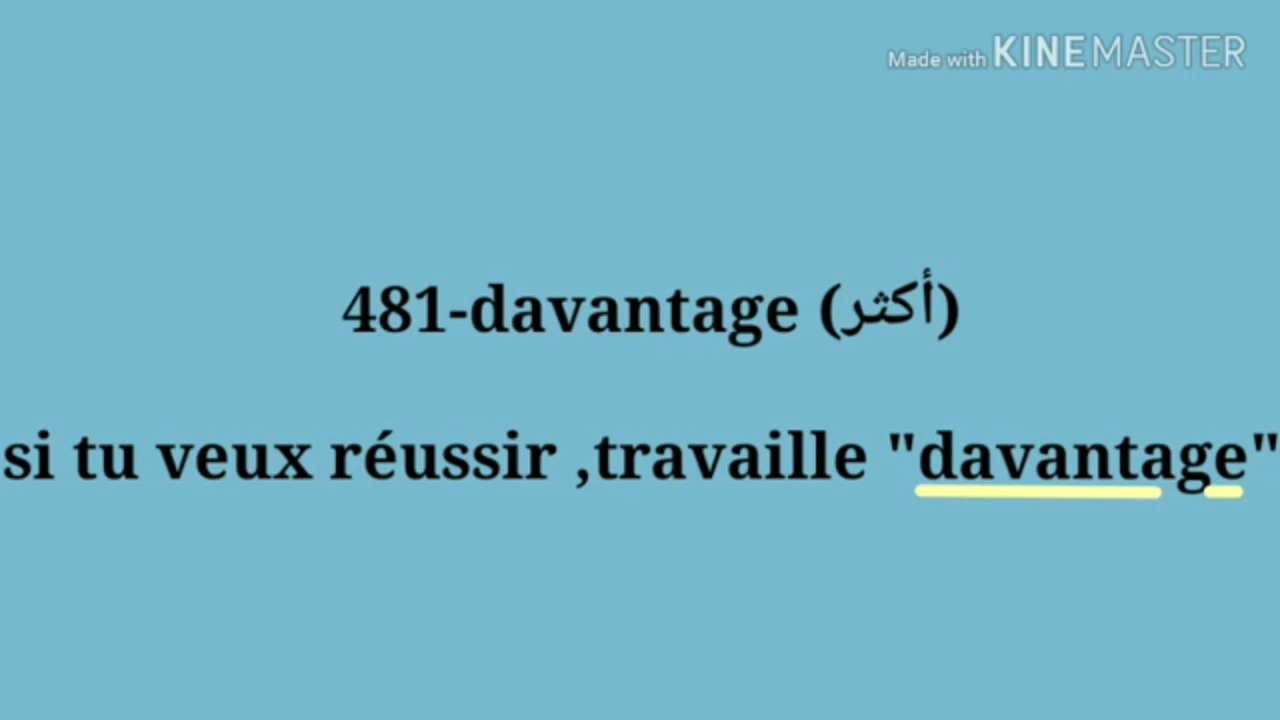 Made with KINEMASTER
481-davantage (أكثر)
si tu veux réussir ,travaille "davantage"